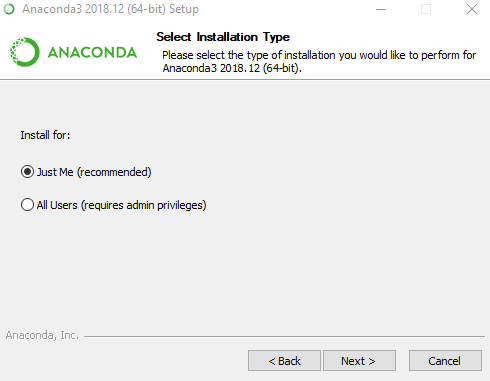 Anaconda3 2018.12 (64-bit) Setup
ANACONDA
Select Installation Type
Please select the type of installation you would like to perform for
Anaconda3 2018.12 (64-bit).
Install for:
Just Me (recommended)
All Users (requires admin privileges)
Anaconda, Inc.
< Back
Next >
Cancel